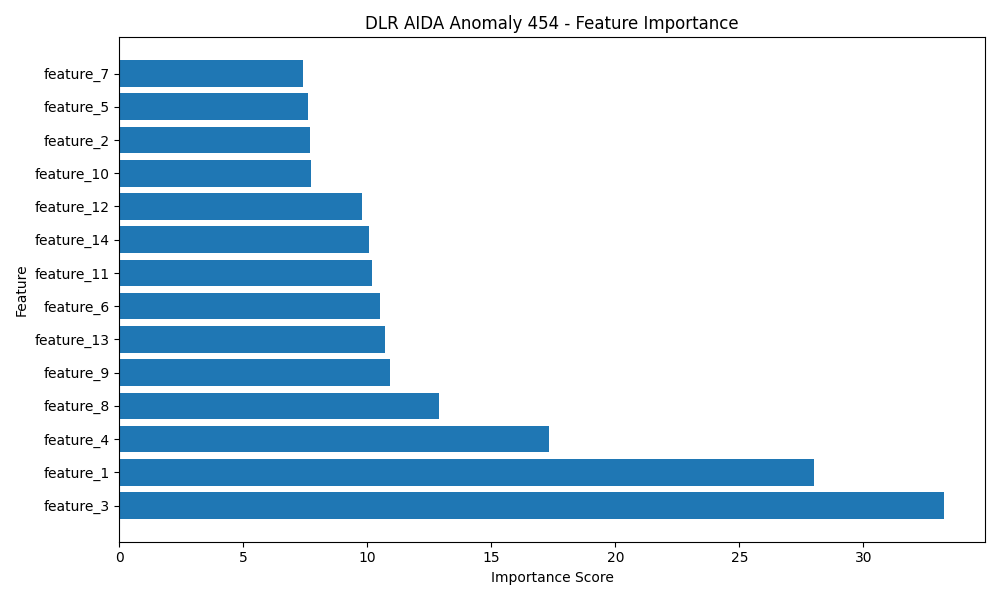 DLR AIDA Anomaly 454 - Feature Importance
feature_7
feature_5
feature_2
feature_10
feature_12
feature_14
feature_11
feature_6
feature_13
feature_9
feature_8
feature_4
feature_1
feature_3
Feature
0 5 10 15 20 25 30
Importance Score